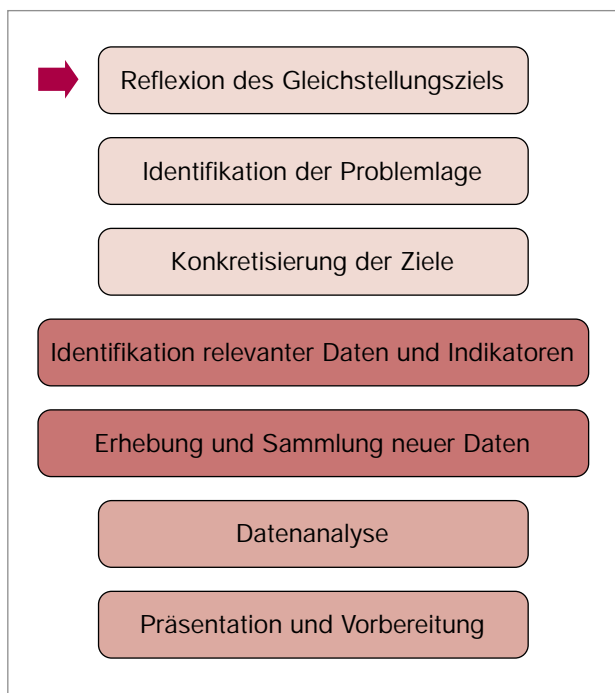 Reflexion des Gleichstellungsziels
Identifikation der Problemlage
Konkretisierung der Ziele
Identifikation relevanter Daten und Indikatoren
Erhebung und Sammlung neuer Daten
Datenanalyse
Präsentation und Vorbereitung